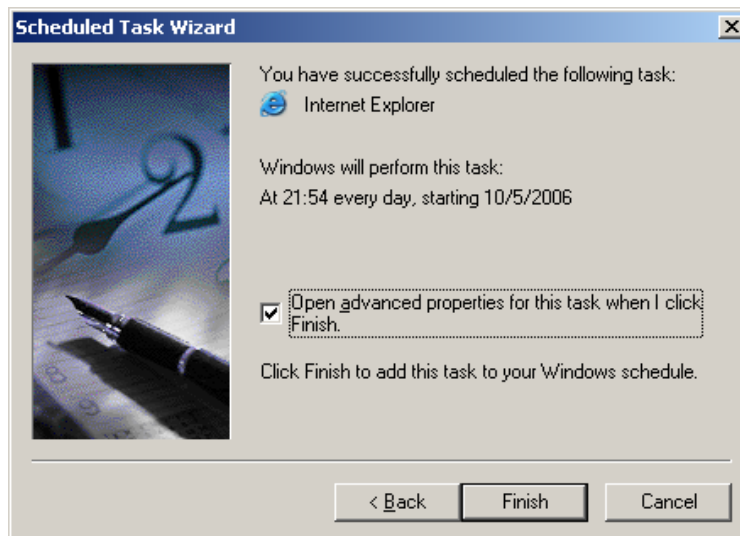 Scheduled Task Wizard
You have successfully scheduled the following task:
Internet Explorer
Windows will perform this task:
At 21:54 every day, starting 10/5/2006
Open advanced properties for this task when I click
Finish.
Click Finish to add this task to your Windows schedule.
< Back
Finish
Cancel